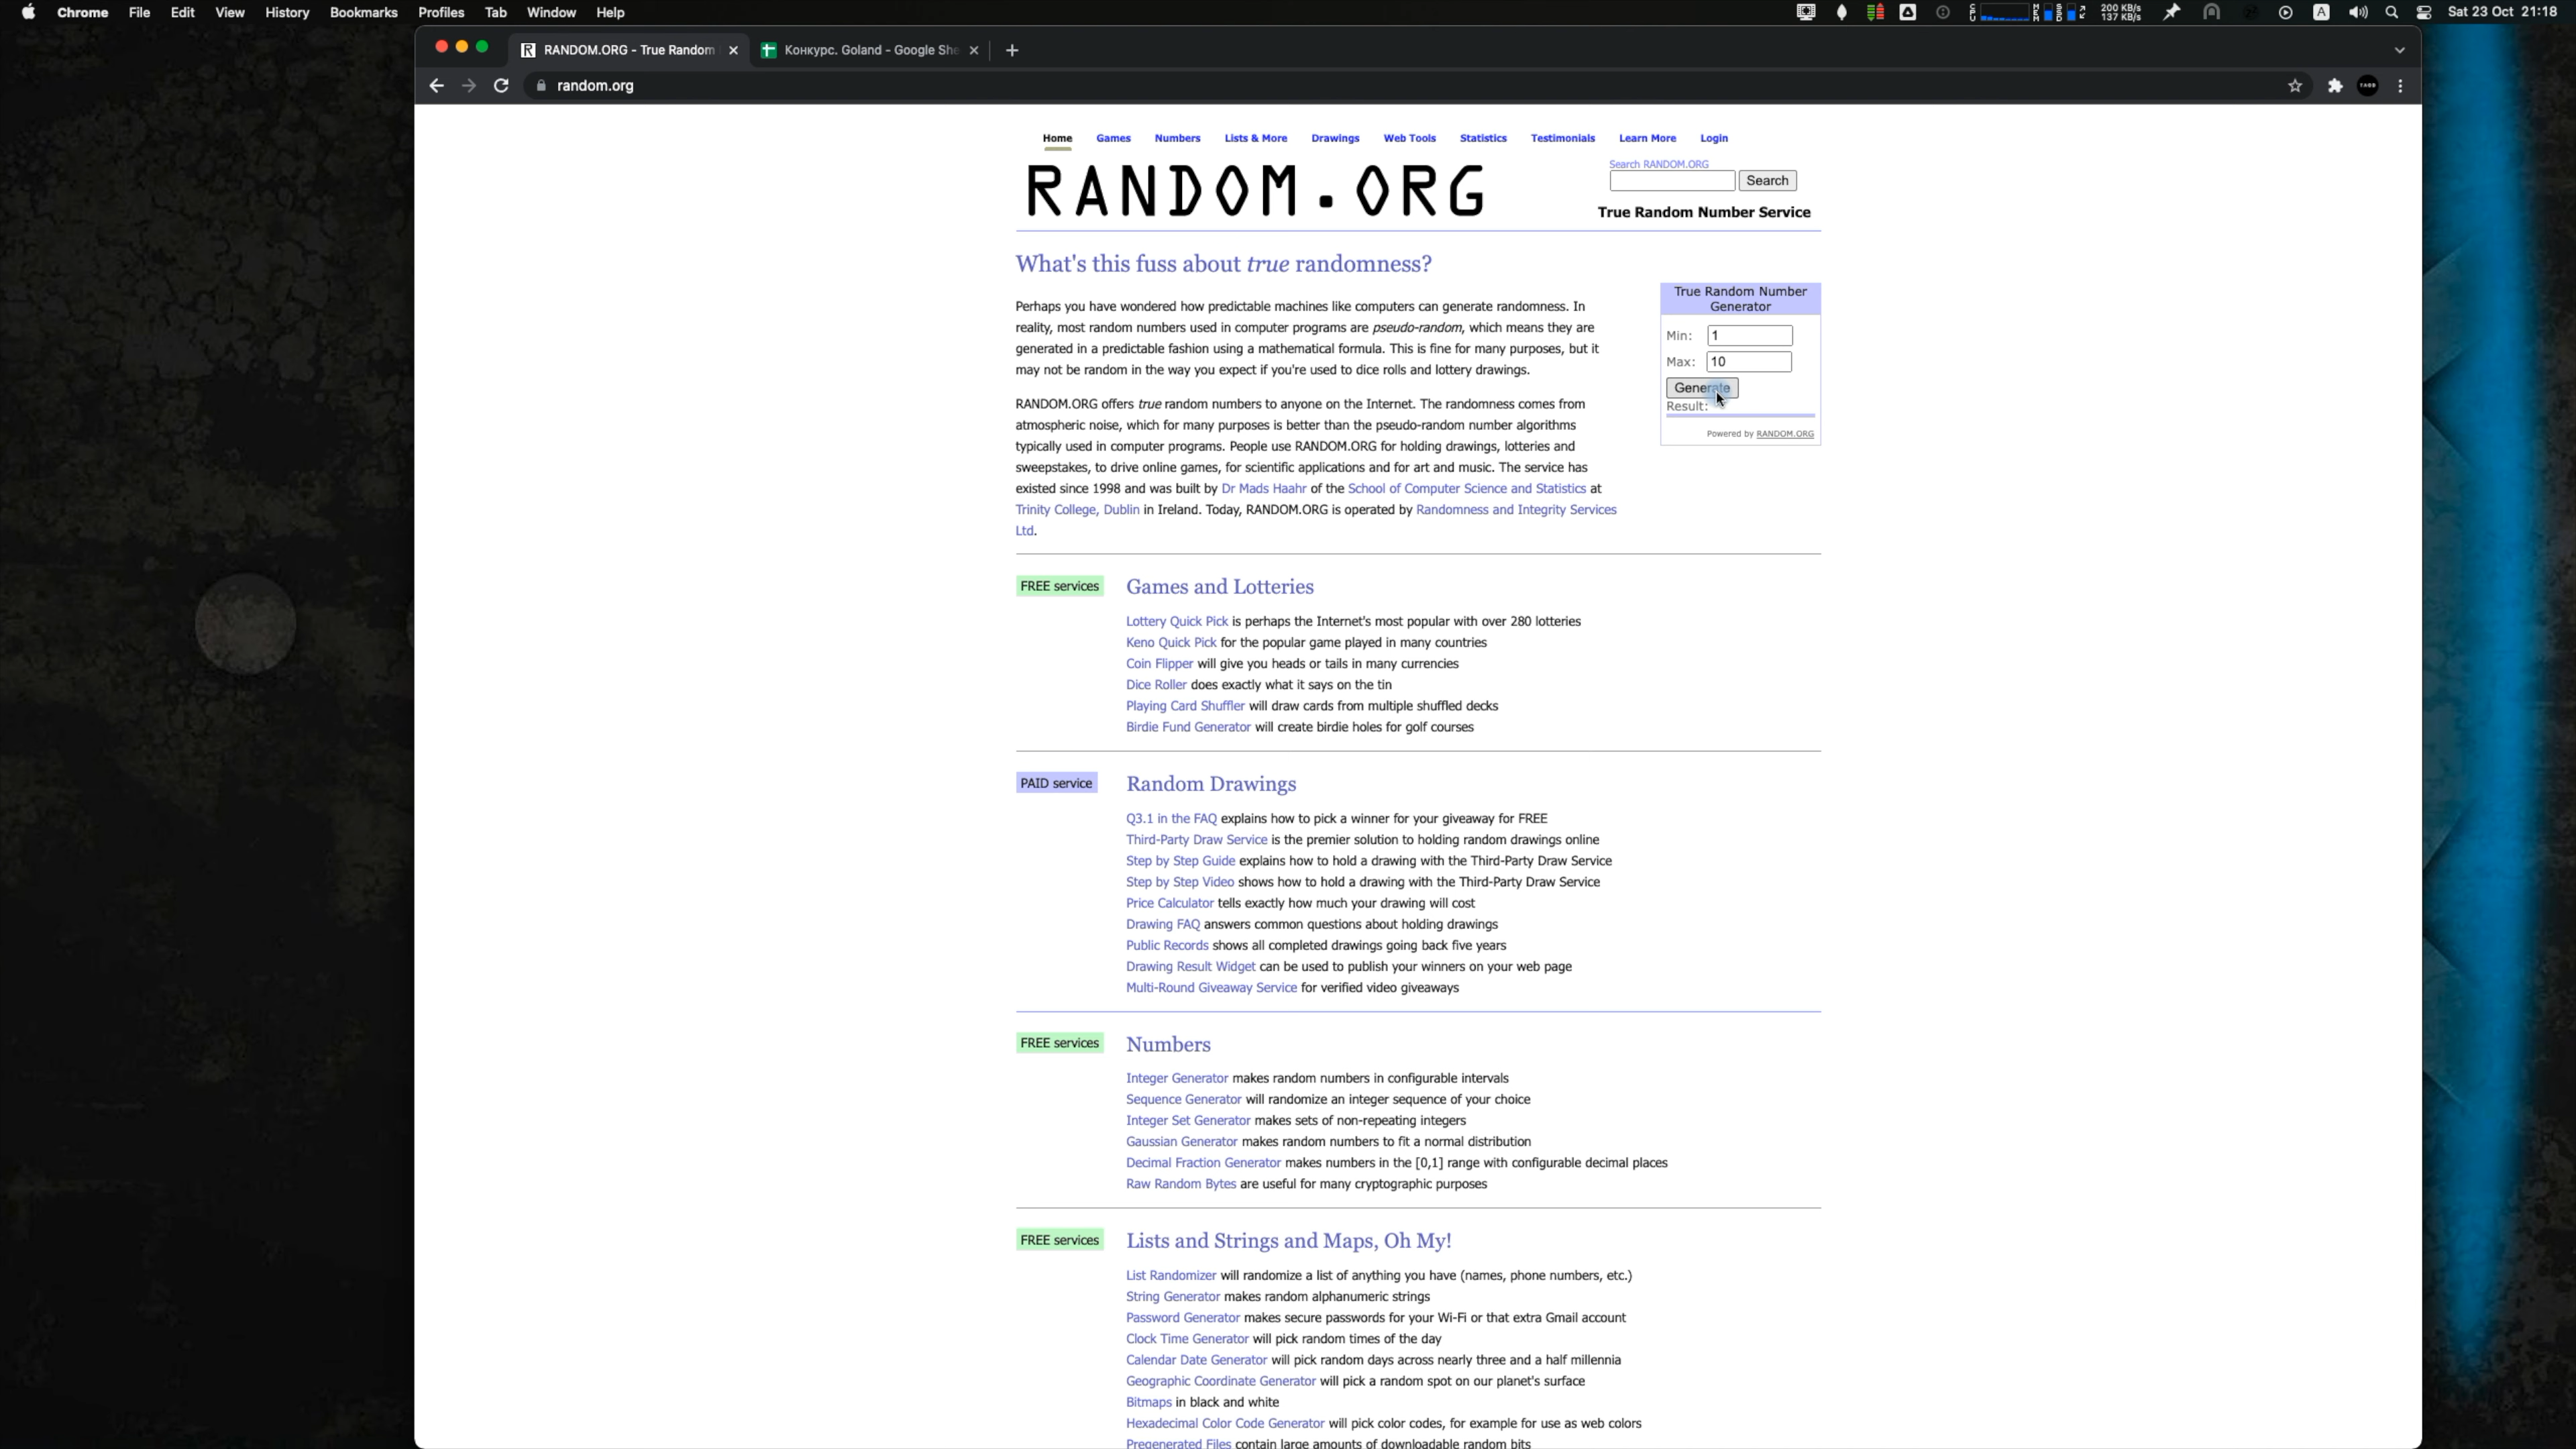 Chrome File Edit View History Bookmarks Profiles Tab Window Help
200 KB/s
137 KB/s
A
Sat 23 Oct 21:18
RANDOM.ORG - True Random
Конкурс. Goland - Google She
random.org
Home Games Numbers Lists & More Drawings Web Tools Statistics Testimonials Learn More Login
RANDOM.ORG
Search RANDOM.ORG
Search
True Random Number Service
What's this fuss about true randomness?
Perhaps you have wondered how predictable machines like computers can generate randomness. In
reality, most random numbers used in computer programs are pseudo-random, which means they are
generated in a predictable fashion using a mathematical formula. This is fine for many purposes, but it
may not be random in the way you expect if you're used to dice rolls and lottery drawings.
RANDOM.ORG offers true random numbers to anyone on the Internet. The randomness comes from
atmospheric noise, which for many purposes is better than the pseudo-random number algorithms
typically used in computer programs. People use RANDOM.ORG for holding drawings, lotteries and
sweepstakes, to drive online games, for scientific applications and for art and music. The service has
existed since 1998 and was built by Dr Mads Haahr of the School of Computer Science and Statistics at
Trinity College, Dublin in Ireland. Today, RANDOM.ORG is operated by Randomness and Integrity Services
Ltd.
True Random Number
Generator
Min: 1
Max: 10
Generate
Result:
Powered by RANDOM.ORG
FREE services
Games and Lotteries
Lottery Quick Pick is perhaps the Internet's most popular with over 280 lotteries
Keno Quick Pick for the popular game played in many countries
Coin Flipper will give you heads or tails in many currencies
Dice Roller does exactly what it says on the tin
Playing Card Shuffler will draw cards from multiple shuffled decks
Birdie Fund Generator will create birdie holes for golf courses
PAID service
Random Drawings
Q3.1 in the FAQ explains how to pick a winner for your giveaway for FREE
Third-Party Draw Service is the premier solution to holding random drawings online
Step by Step Guide explains how to hold a drawing with the Third-Party Draw Service
Step by Step Video shows how to hold a drawing with the Third-Party Draw Service
Price Calculator tells exactly how much your drawing will cost
Drawing FAQ answers common questions about holding drawings
Public Records shows all completed drawings going back five years
Drawing Result Widget can be used to publish your winners on your web page
Multi-Round Giveaway Service for verified video giveaways
FREE services
Numbers
Integer Generator makes random numbers in configurable intervals
Sequence Generator will randomize an integer sequence of your choice
Integer Set Generator makes sets of non-repeating integers
Gaussian Generator makes random numbers to fit a normal distribution
Decimal Fraction Generator makes numbers in the [0,1] range with configurable decimal places
Raw Random Bytes are useful for many cryptographic purposes
FREE services
Lists and Strings and Maps, Oh My!
List Randomizer will randomize a list of anything you have (names, phone numbers, etc.)
String Generator makes random alphanumeric strings
Password Generator makes secure passwords for your Wi-Fi or that extra Gmail account
Clock Time Generator will pick random times of the day
Calendar Date Generator will pick random days across nearly three and a half millennia
Geographic Coordinate Generator will pick a random spot on our planet's surface
Bitmaps in black and white
Hexadecimal Color Code Generator will pick color codes, for example for use as web colors
Pregenerated Files contain large amounts of downloadable random bits